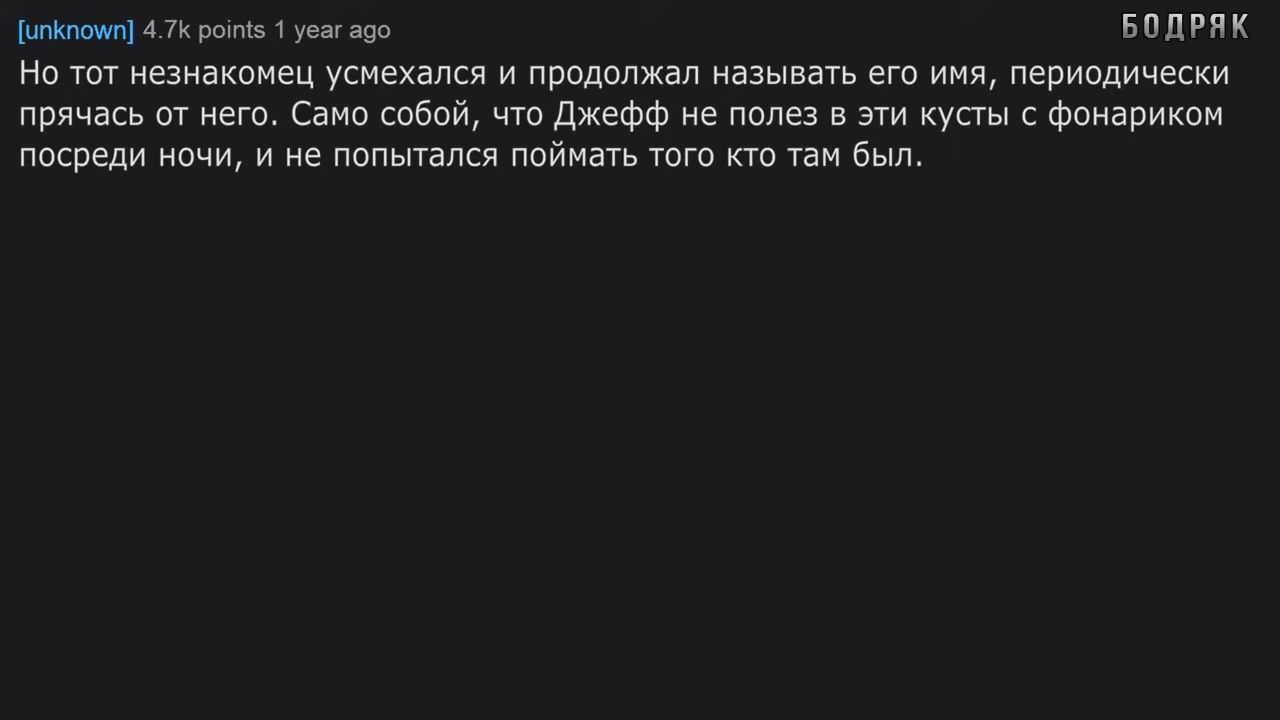 [unknown] 4.7k points 1 year ago
БОДРЯК
Но тот незнакомец усмехался и продолжал называть его имя, периодически
прячась от него. Само собой, что Джефф не полез в эти кусты с фонариком
посреди ночи, и не попытался поймать того кто там был.